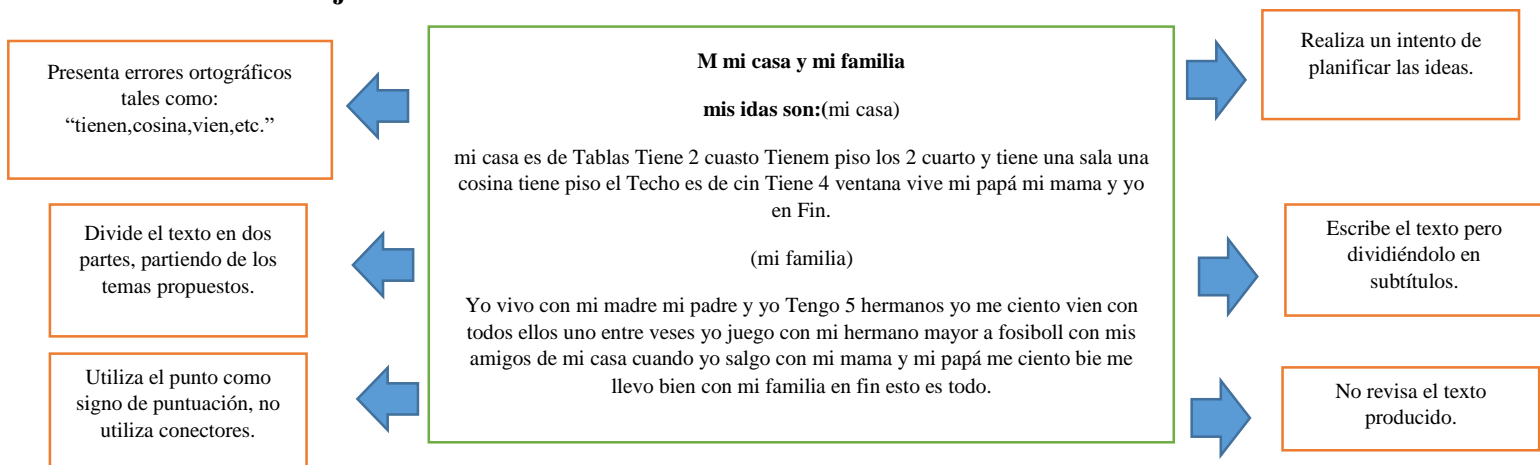 Presenta errores ortográficos
tales como:
“tienen,cosina,vien,etc.”
Divide el texto en dos
partes, partiendo de los
temas propuestos.
Utiliza el punto como
signo de puntuación, no
utiliza conectores.
M mi casa y mi familia
mis idas son:(mi casa)
mi casa es de Tablas Tiene 2 cuasto Tienem piso los 2 cuarto y tiene una sala una
cosina tiene piso el Techo es de cin Tiene 4 ventana vive mi papá mi mama y yo
en Fin.
(mi familia)
Yo vivo con mi madre mi padre y yo Tengo 5 hermanos yo me ciento vien con
todos ellos uno entre veses yo juego con mi hermano mayor a fosiboll con mis
amigos de mi casa cuando yo salgo con mi mama y mi papá me ciento bie me
llevo bien con mi familia en fin esto es todo.
Realiza un intento de
planificar las ideas.
Escribe el texto pero
dividiéndolo en
subtítulos.
No revisa el texto
producido.